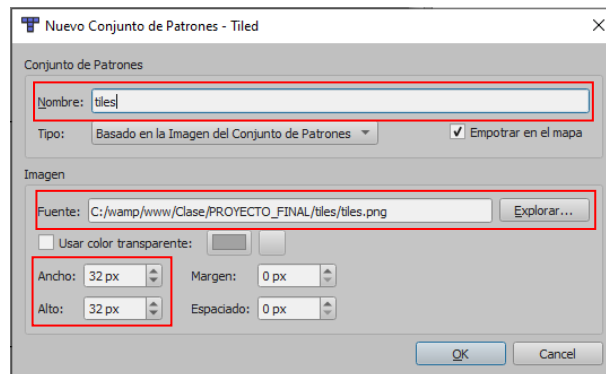 Nuevo Conjunto de Patrones - Tiled
Conjunto de Patrones
Nombre: tiles
Tipo: Basado en la Imagen del Conjunto de Patrones Empotrar en el mapa
Imagen
Fuente: C:/wamp/www/Clase/PROYECTO_FINAL/tiles/tiles.png Explorar...
Usar color transparente:
Ancho: 32 px Margen: 0 px
Alto: 32 px Espaciado: 0 px
OK Cancel